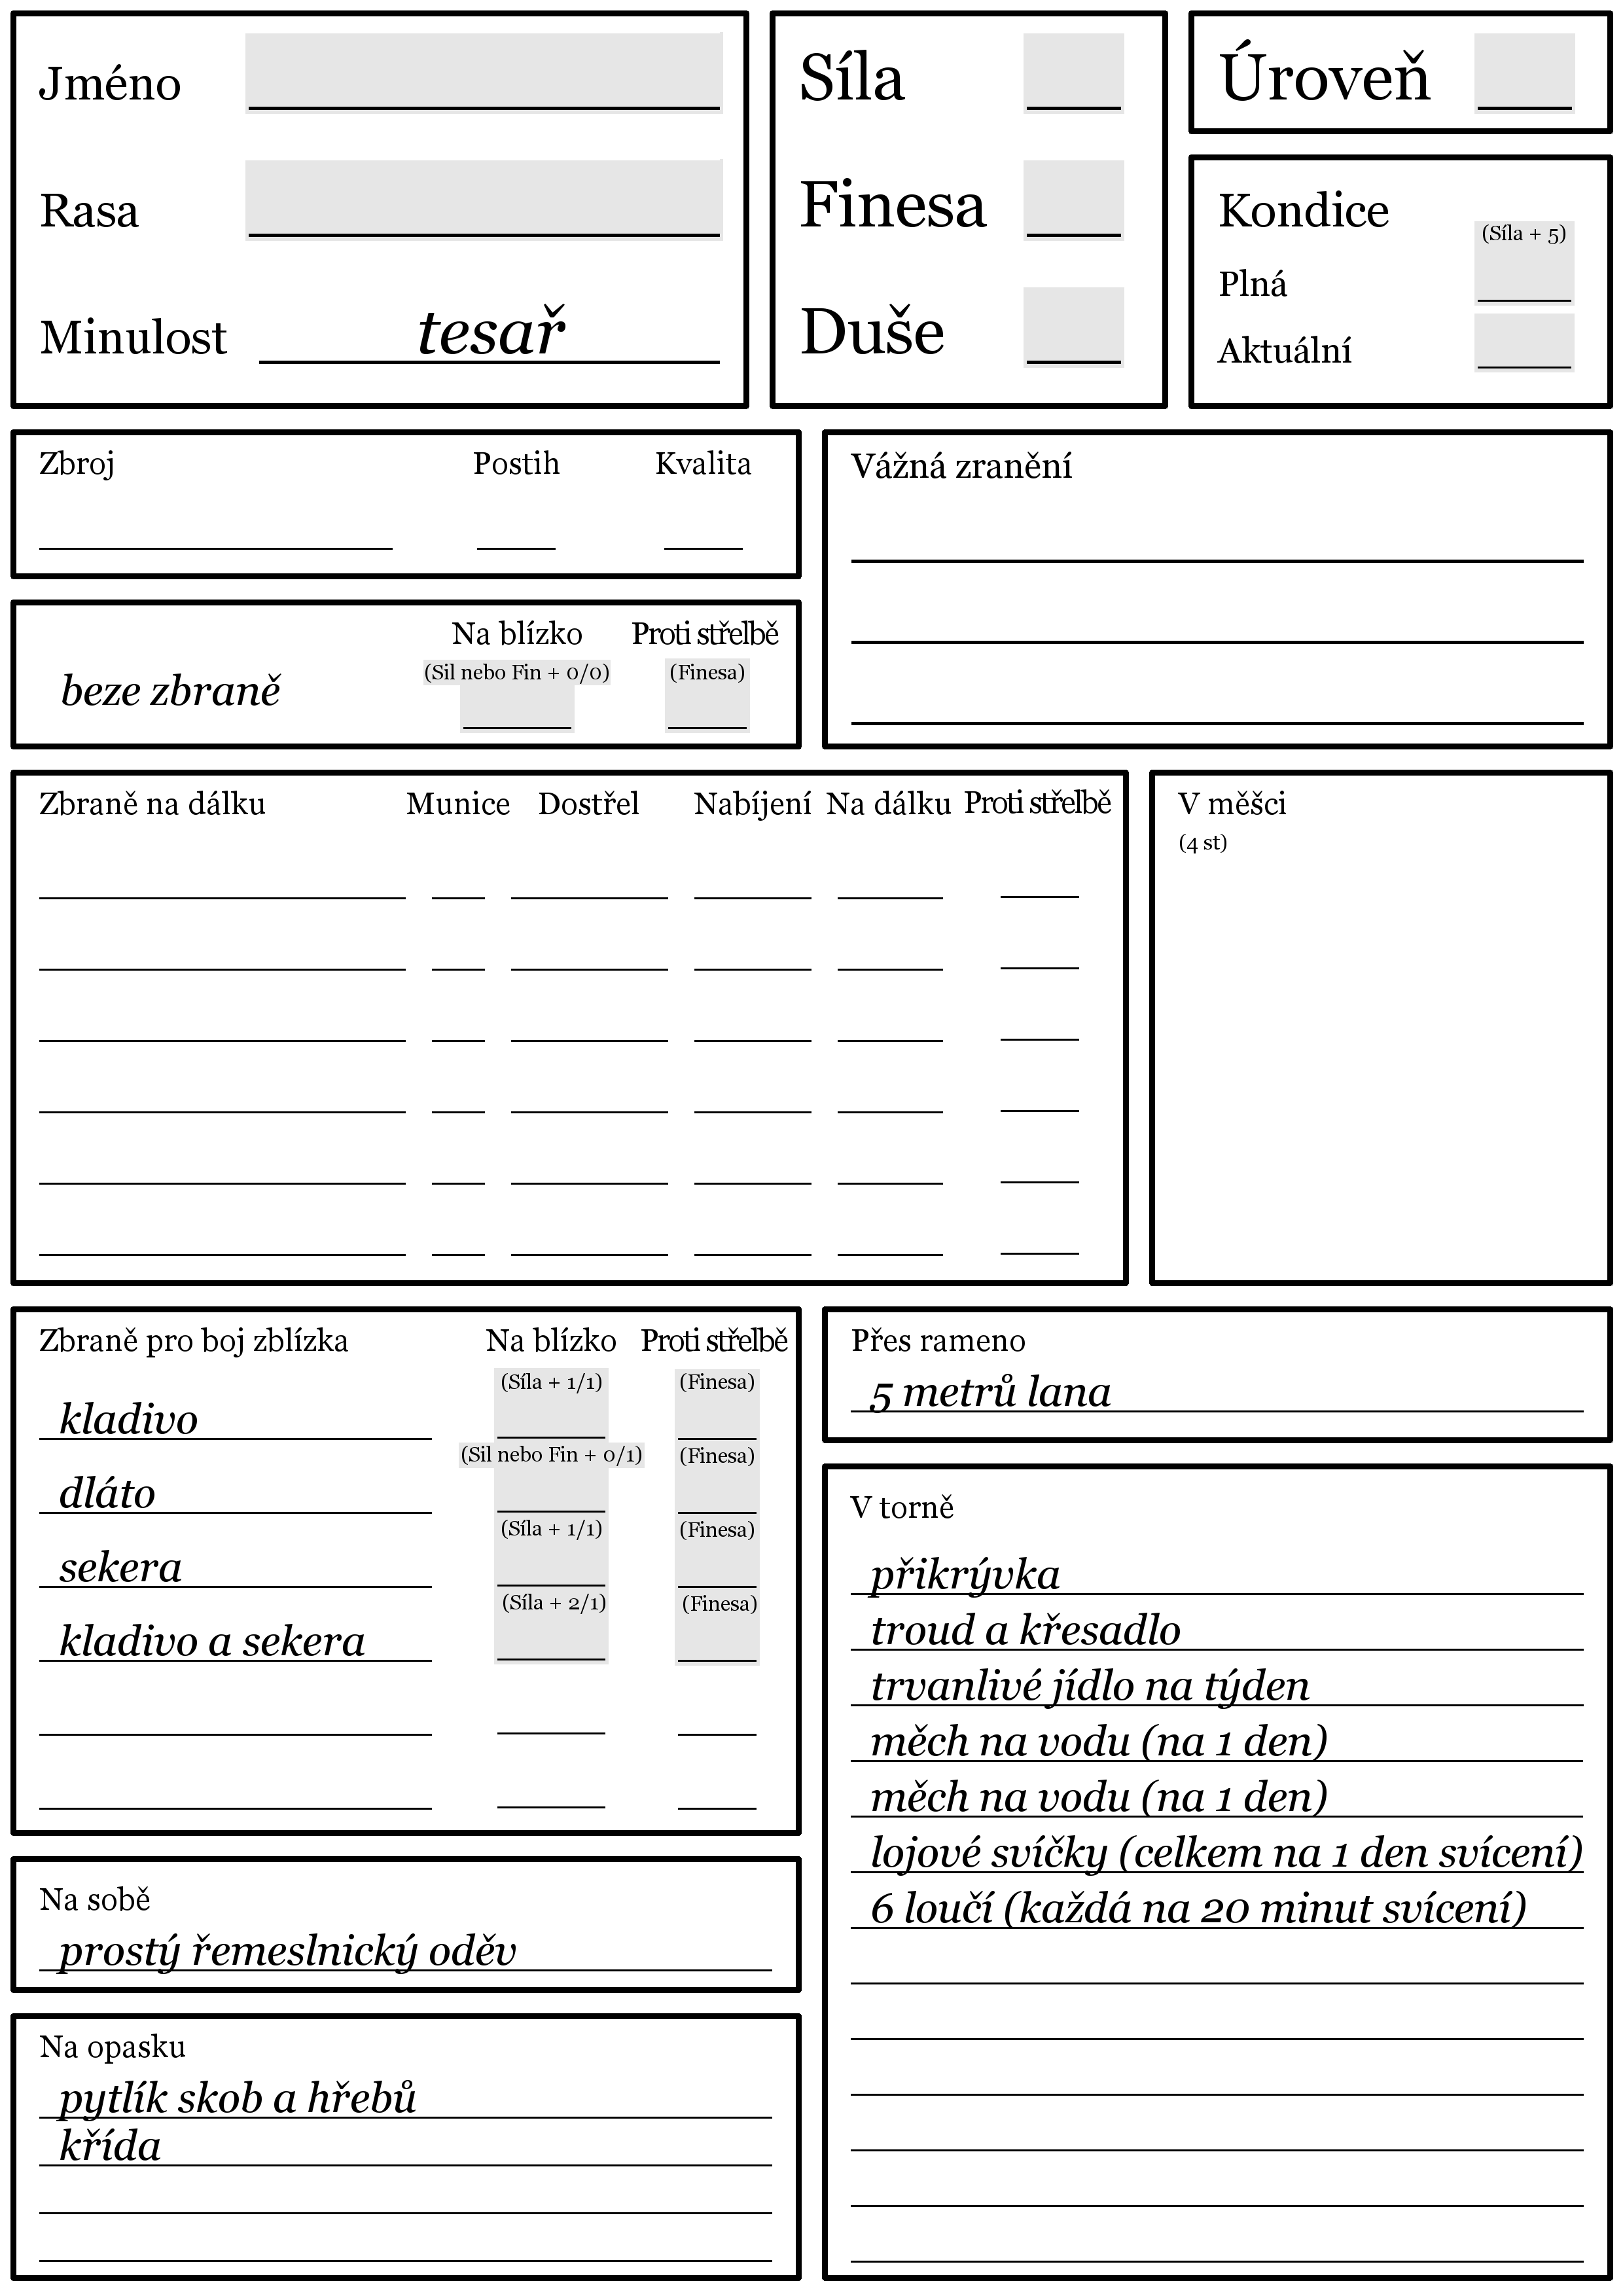 Jméno
Rasa
Minulost tesař
Síla
Finesa
Duše
Úroveň
Kondice
(Síla + 5)
Plná
Aktuální
Zbroj Postih Kvalita
Vážná zranění
Na blízko Proti střelbě
(Sil nebo Fin + 0/0) (Finesa)
beze zbraně
Zbraně na dálku Munice Dostřel Nabíjení Na dálku Proti střelbě
V měšci
(4 st)
Zbraně pro boj zblízka Na blízko Proti střelbě
(Síla + 1/1) (Finesa)
kladivo
(Sil nebo Fin + 0/1) (Finesa)
dláto
(Síla + 1/1) (Finesa)
sekera
(Síla + 2/1) (Finesa)
kladivo a sekera
Na sobě
prostý řemeslnický oděv
Na opasku
pytlík skob a hřebů
křída
Přes rameno
5 metrů lana
V torně
přikrývka
troud a křesadlo
trvanlivé jídlo na týden
měch na vodu (na 1 den)
měch na vodu (na 1 den)
lojové svíčky (celkem na 1 den svícení)
6 loučí (každá na 20 minut svícení)